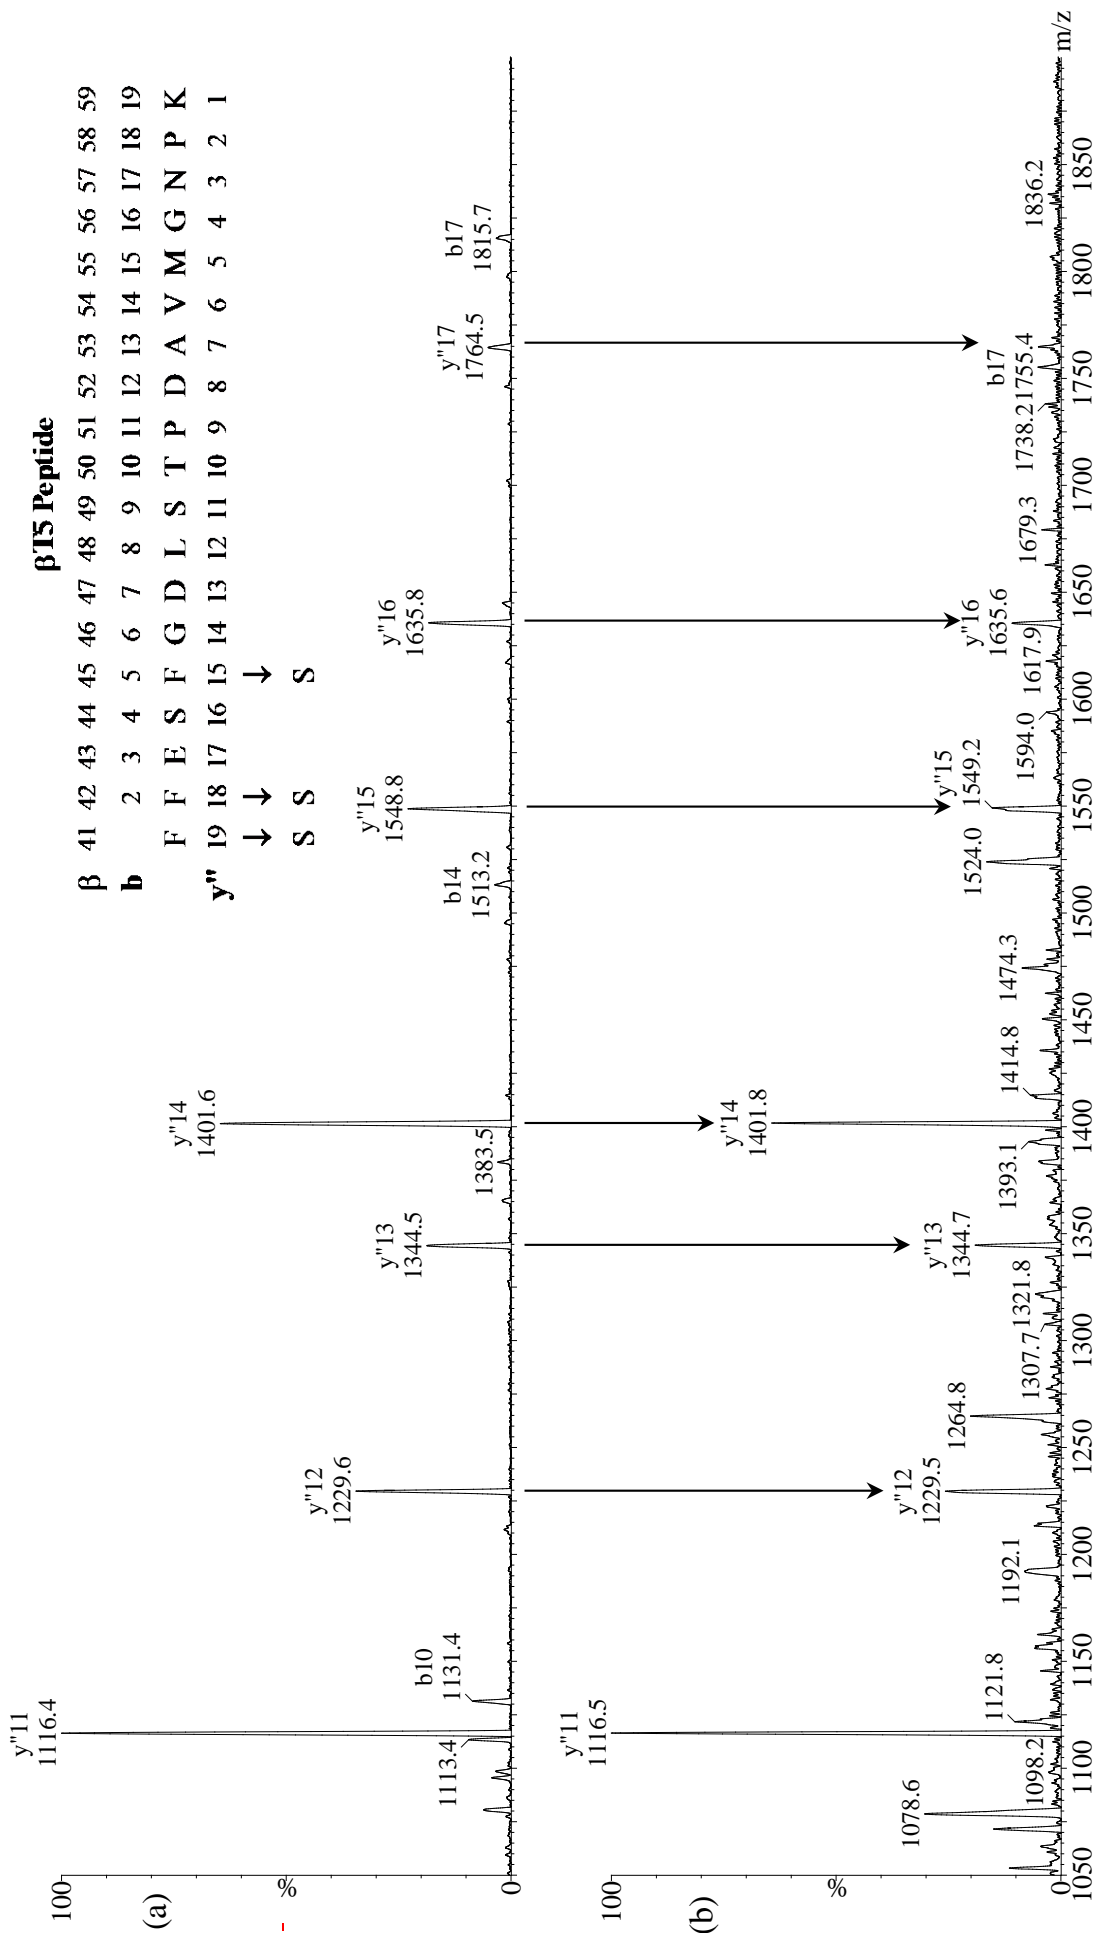 βT5 Peptide
β 41 42 43 44 45 46 47 48 49 50 51 52 53 54 55 56 57 58 59
b 2 3 4 5 6 7 8 9 10 11 12 13 14 15 16 17 18 19
F F E S F G D L S T P D A V M G N P K
y" 19 18 17 16 15 14 13 12 11 10 9 8 7 6 5 4 3 2 1
↓ ↓ ↓
S S S
(a)
100
%
0
y"11
1116.4
1113.4
b10
1131.4
y"12
1229.6
y"13
1344.5
1383.5
y"14
1401.6
b14
1513.2
y"15
1548.8
y"16
1635.8
y"17
1764.5
b17
1815.7
(b)
100
%
0
1078.6
1098.2
y"11
1116.5
1121.8
1192.1
y"12
1229.5
1264.8
1307.7
1321.8
y"13
1344.7
1393.1
y"14
1401.8
1414.8
1474.3
1524.0
y"15
1549.2
1594.0
1617.9
y"16
1635.6
1679.3
1738.2
b17
1755.4
1836.2
1050 1100 1150 1200 1250 1300 1350 1400 1450 1500 1550 1600 1650 1700 1750 1800 1850 m/z